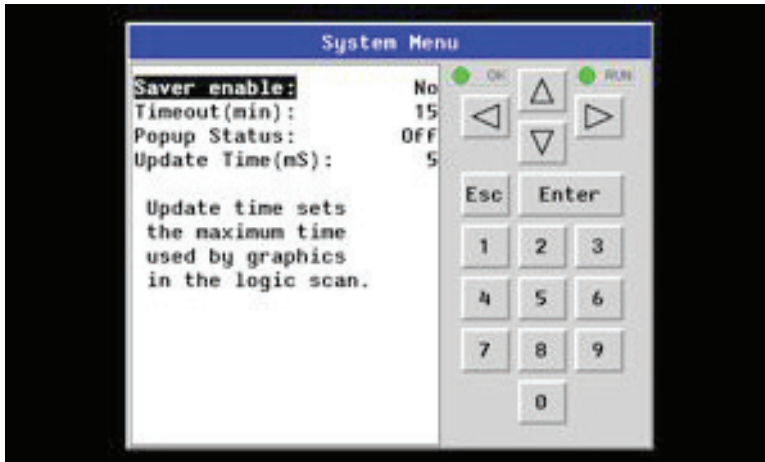 System Menu
Saver enable: No
Timeout(min): 15
Popup Status: Off
Update Time(mS): 5
Update time sets
the maximum time
used by graphics
in the logic scan.
OK RUN
Esc Enter
1 2 3
4 5 6
7 8 9
0